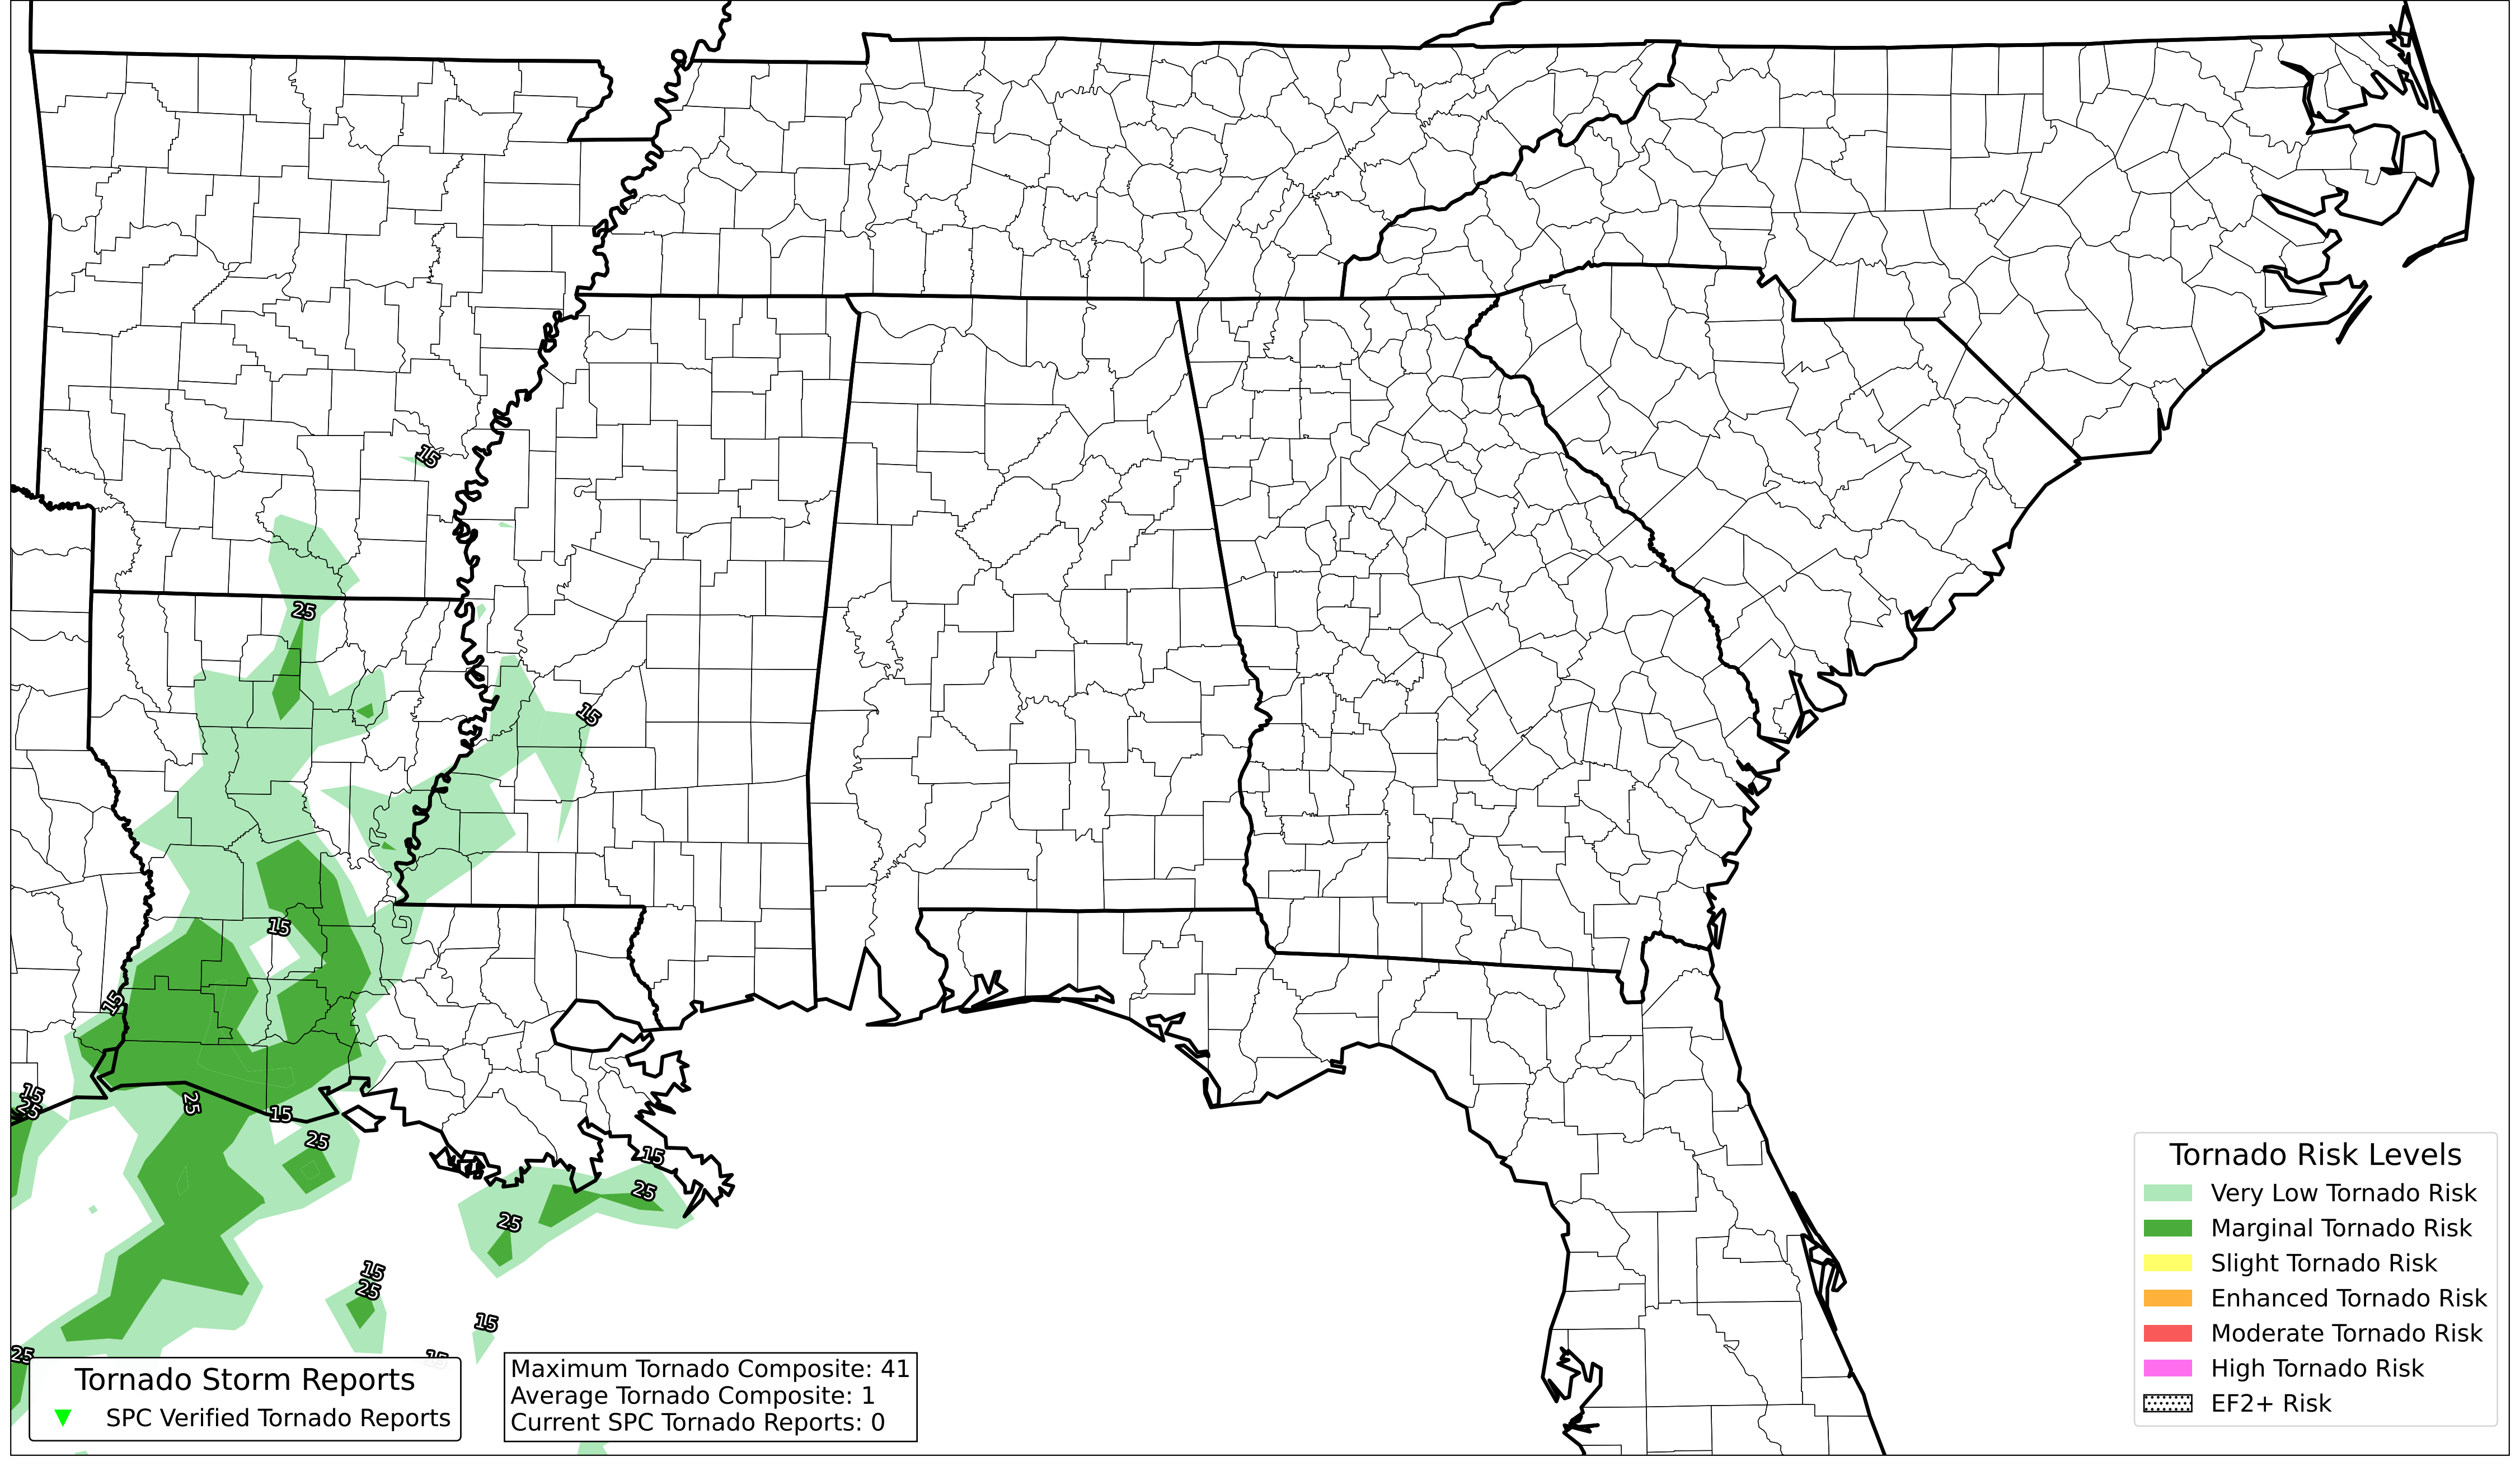 15
25
15
15
15
15
25
25
15
25
15
25
25
15
25
15
15
25
Tornado Storm Reports
SPC Verified Tornado Reports
Maximum Tornado Composite: 41
Average Tornado Composite: 1
Current SPC Tornado Reports: 0
Tornado Risk Levels
Very Low Tornado Risk
Marginal Tornado Risk
Slight Tornado Risk
Enhanced Tornado Risk
Moderate Tornado Risk
High Tornado Risk
EF2+ Risk